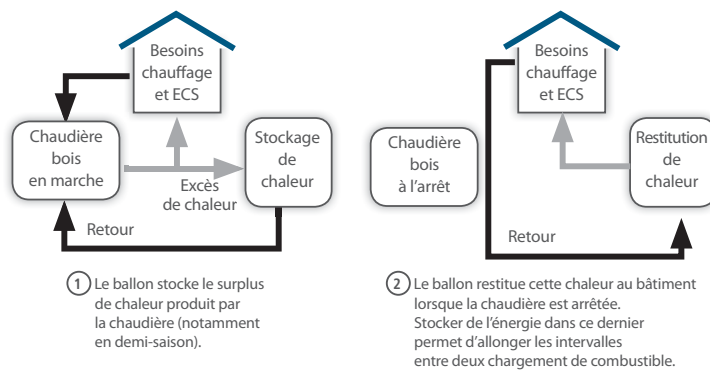 Besoins
chauffage
et ECS
Chaudière
bois
en marche
Stockage
de
chaleur
Excès
de chaleur
Retour
1 Le ballon stocke le surplus
de chaleur produit par
la chaudière (notamment
en demi-saison).
Besoins
chauffage
et ECS
Chaudière
bois
à l'arrêt
Restitution
de
chaleur
Retour
2 Le ballon restitue cette chaleur au bâtiment
lorsque la chaudière est arrêtée.
Stocker de l'énergie dans ce dernier
permet d'allonger les intervalles
entre deux chargement de combustible.